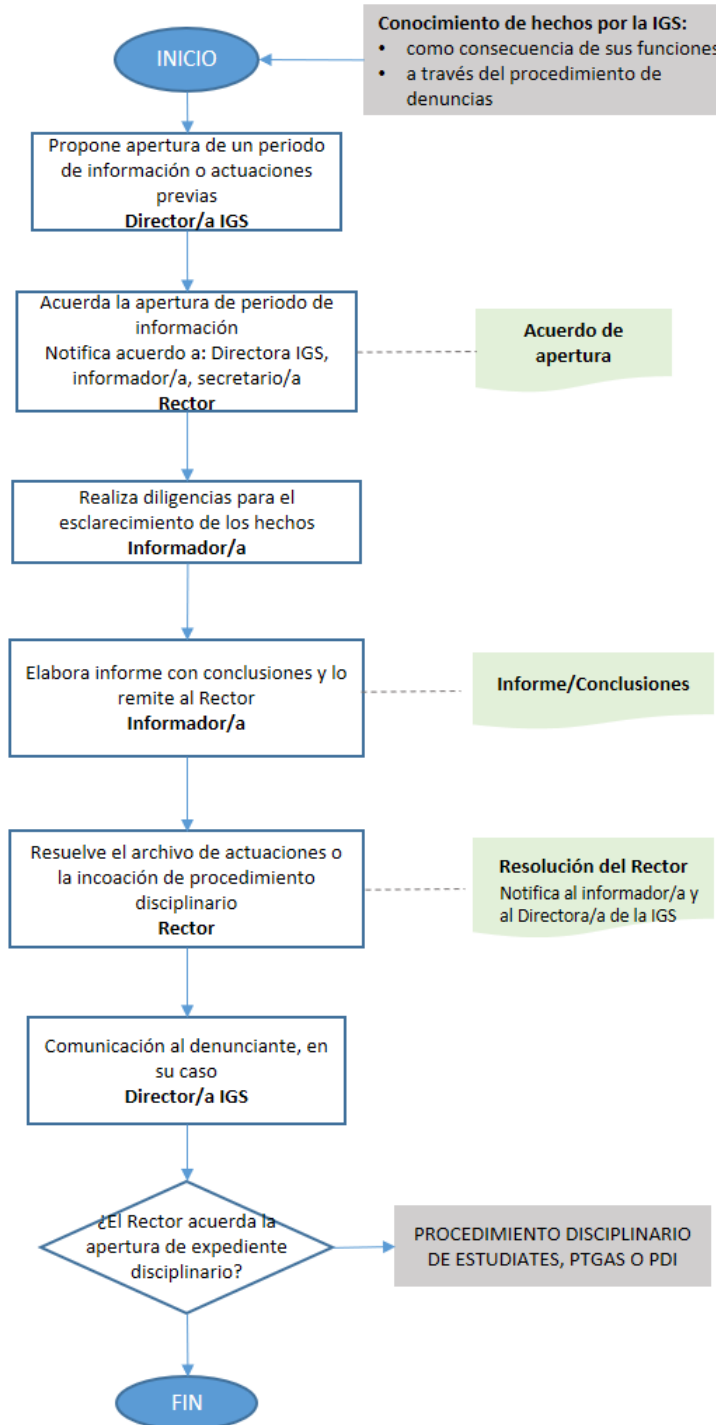 Conocimiento de hechos por la IGS:
• como consecuencia de sus funciones
• a través del procedimiento de
denuncias
INICIO
Propone apertura de un periodo
de información o actuaciones
previas
Director/a IGS
Acuerda la apertura de periodo de
información
Notifica acuerdo a: Directora IGS,
informador/a, secretario/a
Rector
Acuerdo de
apertura
Realiza diligencias para el
esclarecimiento de los hechos
Informador/a
Elabora informe con conclusiones y lo
remite al Rector
Informador/a
Informe/Conclusiones
Resuelve el archivo de actuaciones o
la incoación de procedimiento
disciplinario
Rector
Resolución del Rector
Notifica al informador/a y
al Directora/a de la IGS
Comunicación al denunciante, en
su caso
Director/a IGS
¿El Rector acuerda la
apertura de expediente
disciplinario?
PROCEDIMIENTO DISCIPLINARIO
DE ESTUDIATES, PTGAS O PDI
FIN